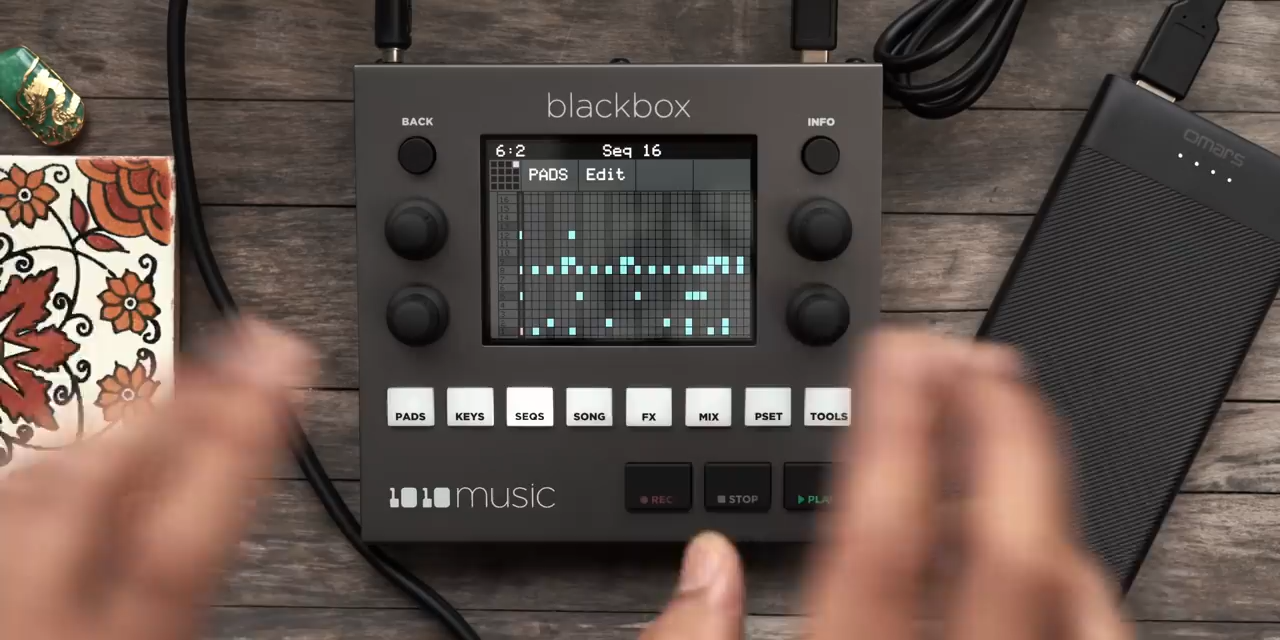 blackbox
BACK
INFO
6:2 Seq 16
PADS Edit
PADS KEYS SEQS SONG FX MIX PSET TOOLS
1010music
REC STOP
omars